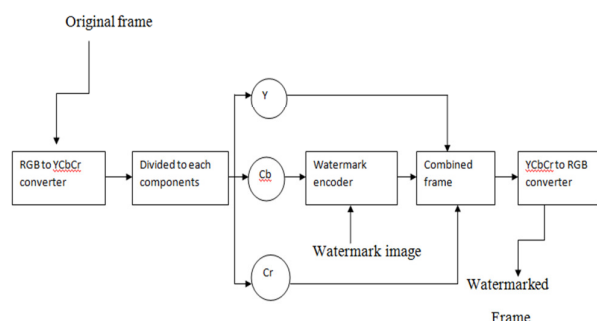 Original frame
Y
RGB to YCbCr
converter
Divided to each
components
Cb
Watermark
encoder
Combined
frame
YCbCr to RGB
converter
Watermark image
Cr
Watermarked
Frame